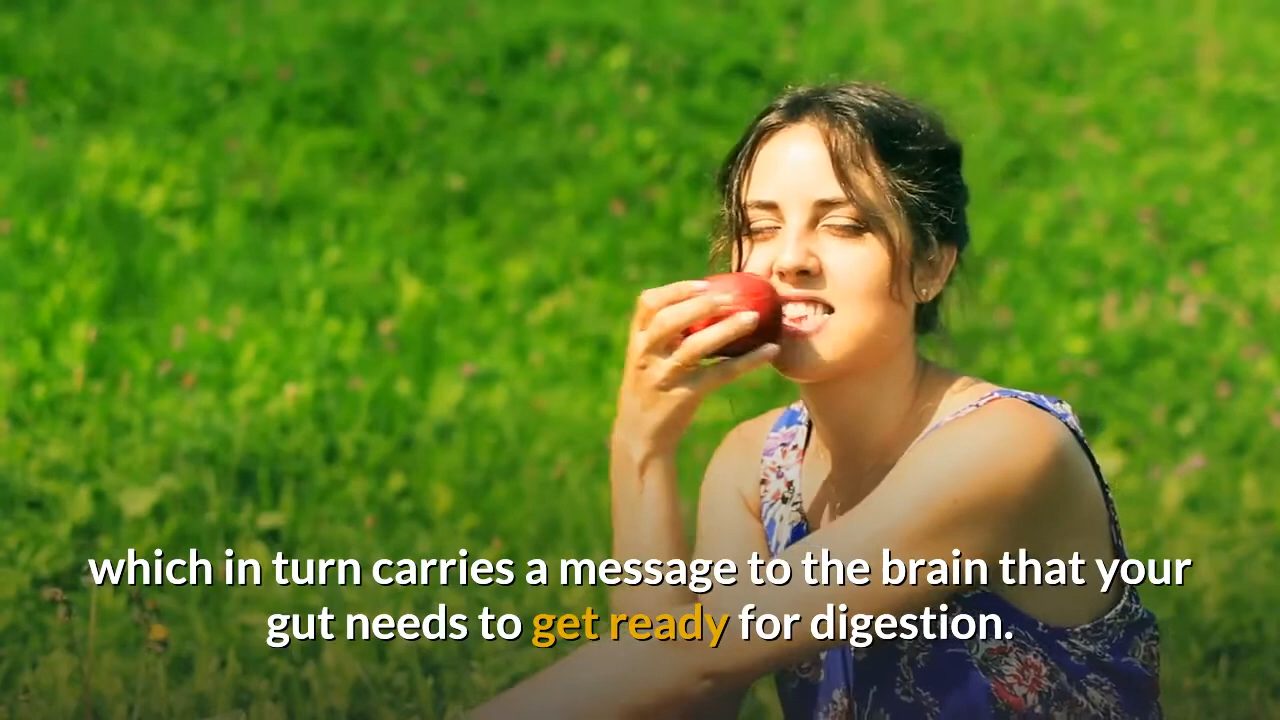 which in turn carries a message to the brain that your
gut needs to get ready for digestion.